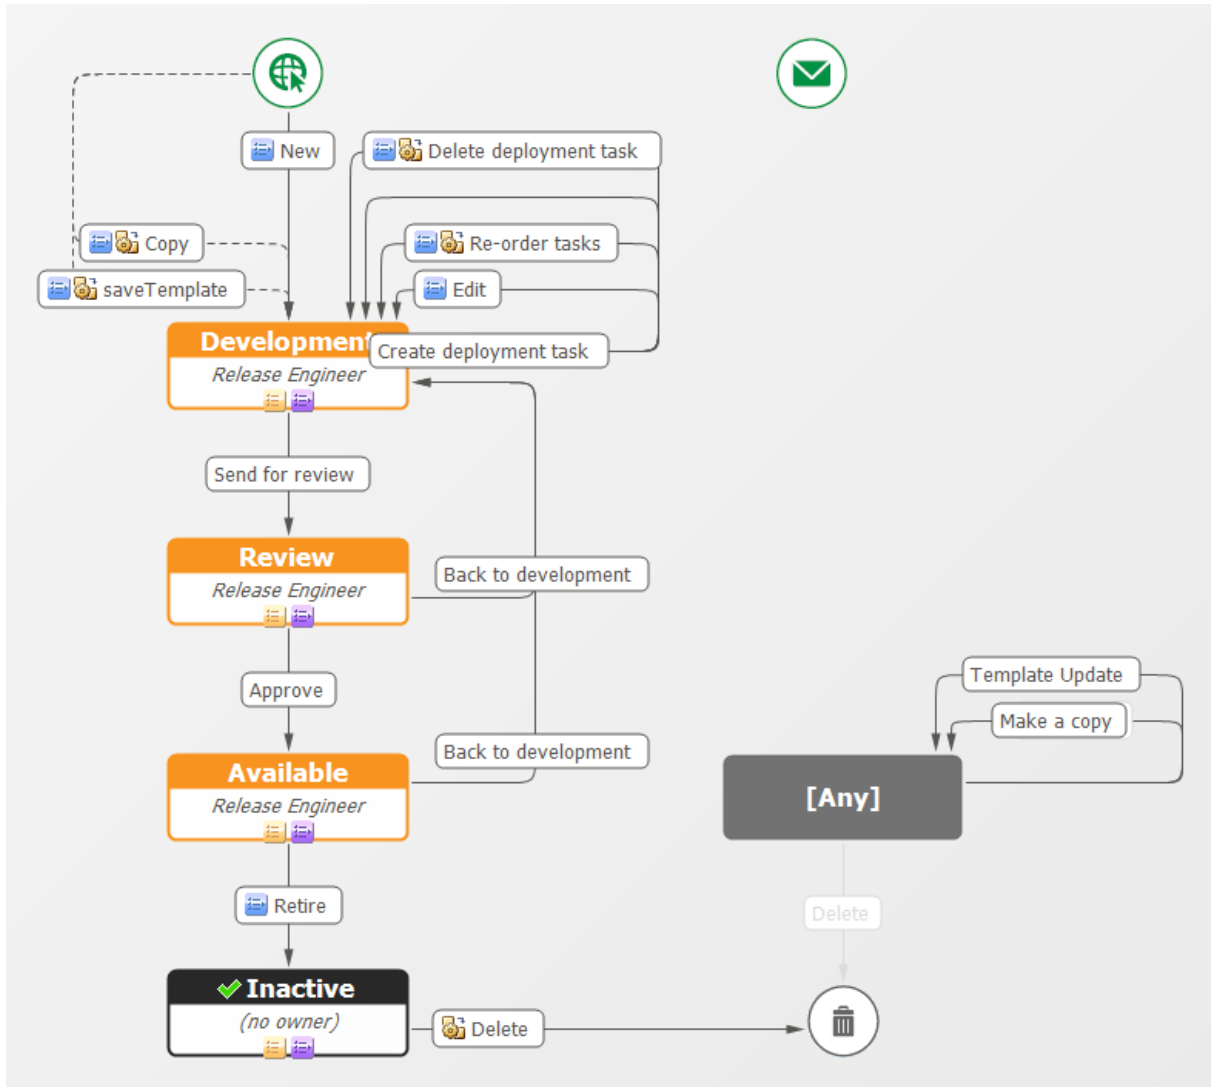 New
Delete deployment task
Copy
Re-order tasks
saveTemplate
Edit
Development
Create deployment task
Release Engineer
Send for review
Review
Release Engineer
Back to development
Approve
Template Update
Make a copy
Available
Release Engineer
Back to development
[Any]
Retire
Delete
Inactive
(no owner)
Delete